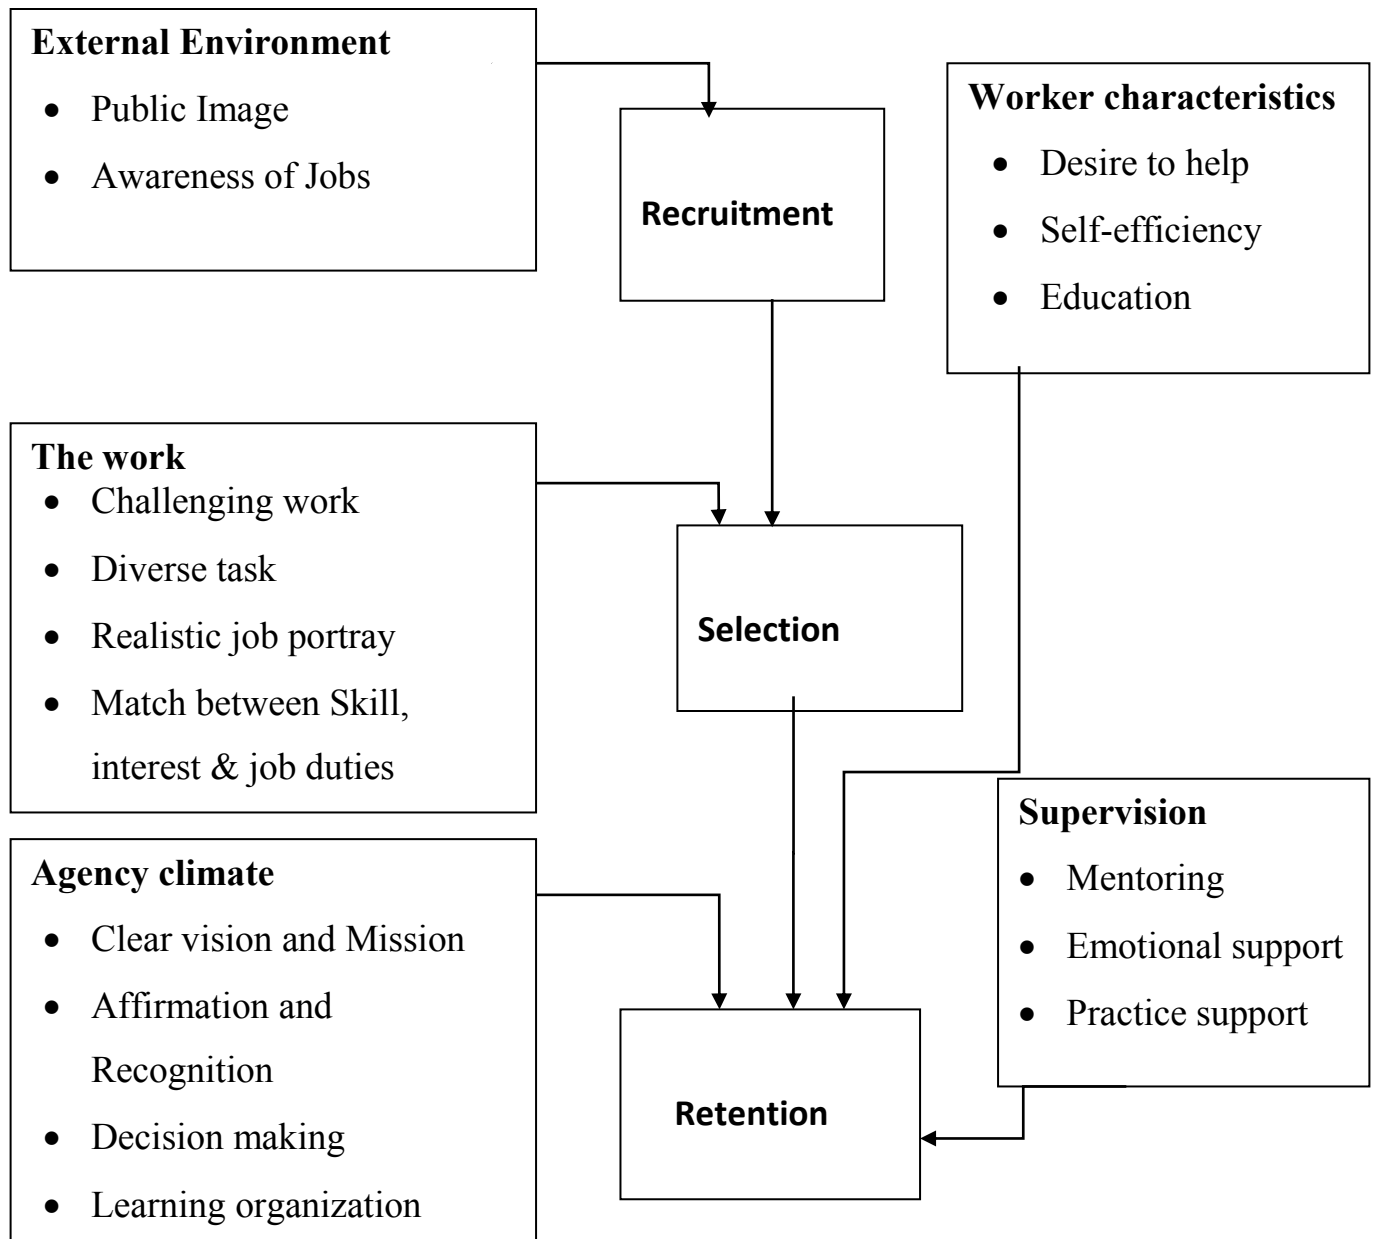 External Environment
• Public Image
• Awareness of Jobs
Recruitment
Worker characteristics
• Desire to help
• Self-efficiency
• Education
The work
• Challenging work
• Diverse task
• Realistic job portray
• Match between Skill,
interest & job duties
Selection
Agency climate
• Clear vision and Mission
• Affirmation and
Recognition
• Decision making
• Learning organization
Supervision
• Mentoring
• Emotional support
• Practice support
Retention